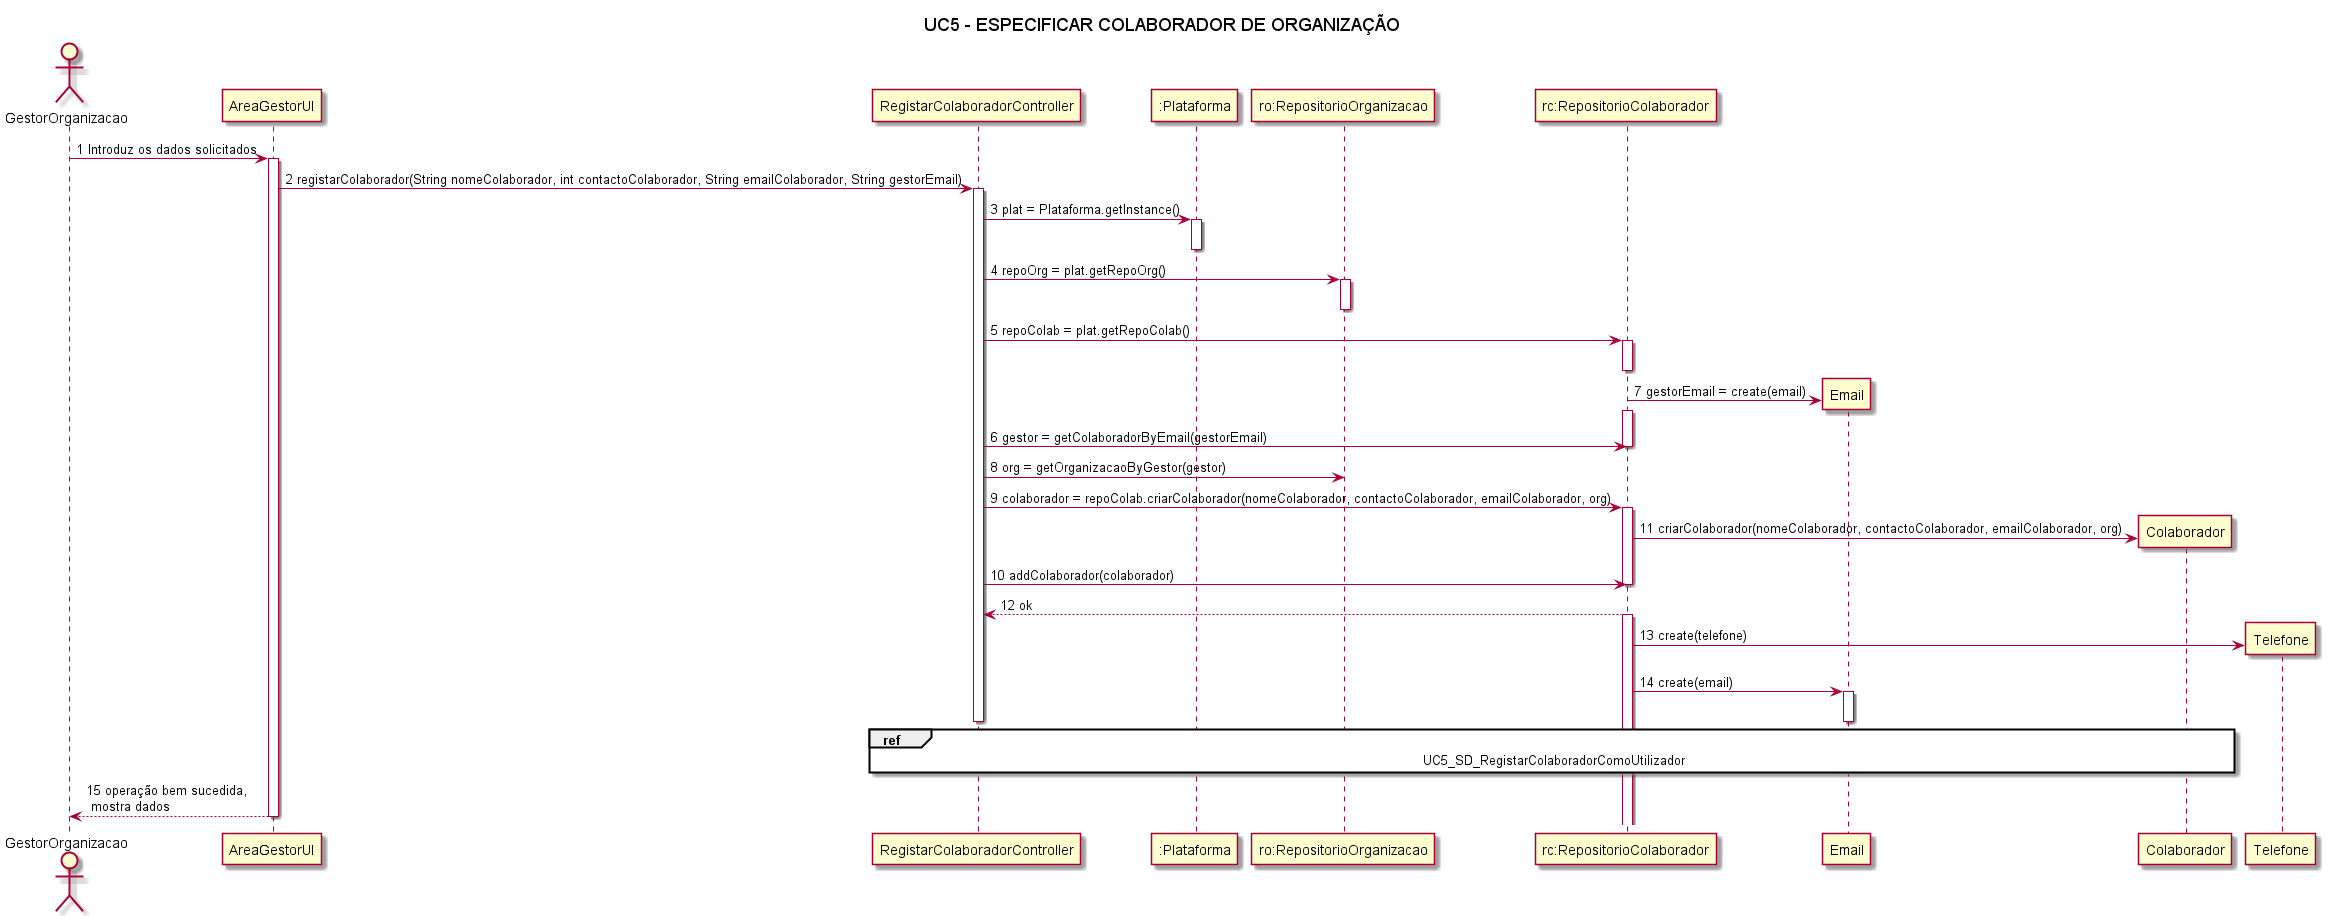 UC5 - ESPECIFICAR COLABORADOR DE ORGANIZAÇÃO
GestorOrganizacao
AreaGestorUI
RegistarColaboradorController
:Plataforma
ro:RepositorioOrganizacao
rc:RepositorioColaborador
1 Introduz os dados solicitados
2 registarColaborador(String nomeColaborador, int contactoColaborador, String emailColaborador, String gestorEmail)
3 plat = Plataforma.getInstance()
4 repoOrg = plat.getRepoOrg()
5 repoColab = plat.getRepoColab()
7 gestorEmail = create(email)
Email
6 gestor = getColaboradorByEmail(gestorEmail)
8 org = getOrganizacaoByGestor(gestor)
9 colaborador = repoColab.criarColaborador(nomeColaborador, contactoColaborador, emailColaborador, org)
11 criarColaborador(nomeColaborador, contactoColaborador, emailColaborador, org)
Colaborador
10 addColaborador(colaborador)
12 ok
13 create(telefone)
Telefone
14 create(email)
ref
UC5_SD_RegistarColaboradorComoUtilizador
15 operação bem sucedida,
mostra dados
GestorOrganizacao
AreaGestorUI
RegistarColaboradorController
:Plataforma
ro:RepositorioOrganizacao
rc:RepositorioColaborador
Email
Colaborador
Telefone